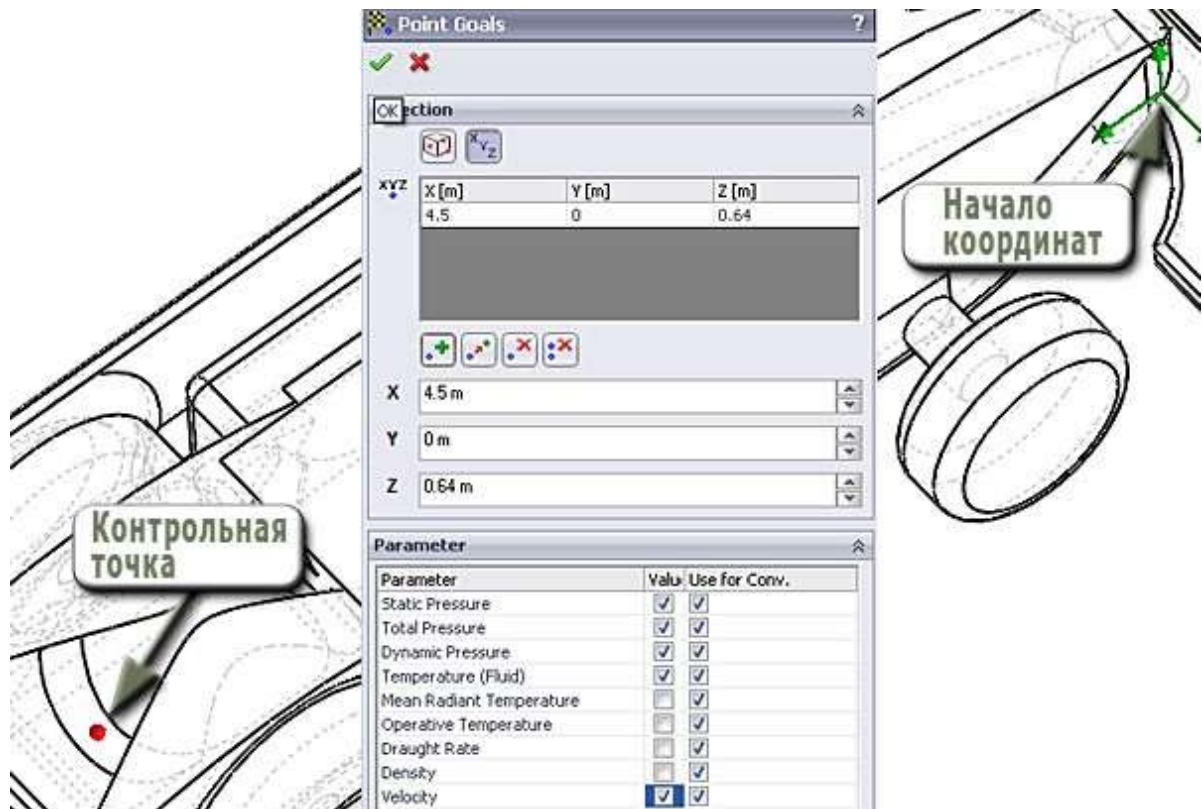 Point Goals ?
OK ection
X Y Z
XYZ X [m] Y [m] Z [m]
4.5 0 0.64
X 4.5 m
Y 0 m
Z 0.64 m
Parameter
Parameter Valu Use for Conv.
Static Pressure
Total Pressure
Dynamic Pressure
Temperature (Fluid)
Mean Radiant Temperature
Operative Temperature
Draught Rate
Density
Velocity
Контрольная
точка
Начало
координат
Z
X